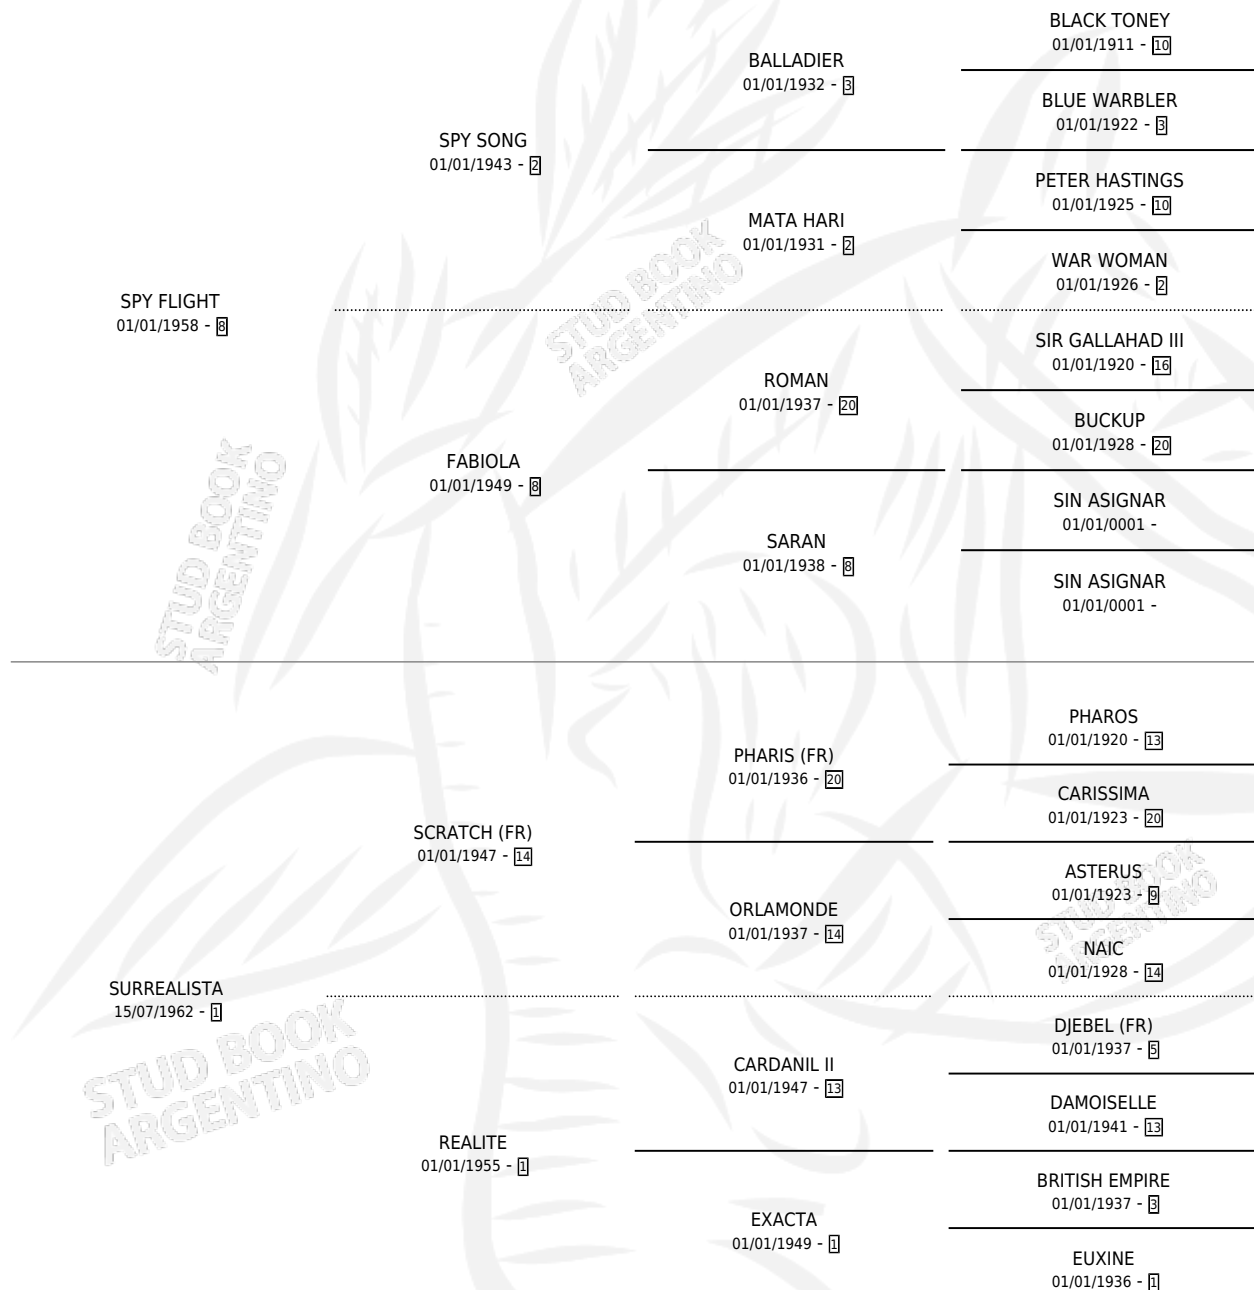 BLACK TONEY
01/01/1911 - 10
BALLADIER
01/01/1932 - 3
BLUE WARBLER
01/01/1922 - 3
SPY SONG
01/01/1943 - 2
PETER HASTINGS
01/01/1925 - 10
MATA HARI
01/01/1931 - 2
WAR WOMAN
01/01/1926 - 2
STUD BOOK
ARGENTINO
SPY FLIGHT
01/01/1958 - 8
SIR GALLAHAD III
01/01/1920 - 16
ROMAN
01/01/1937 - 20
BUCKUP
01/01/1928 - 20
FABIOLA
01/01/1949 - 8
SIN ASIGNAR
01/01/0001 -
SARAN
01/01/1938 - 8
SIN ASIGNAR
01/01/0001 -
STUD BOOK
ARGENTINO
PHAROS
01/01/1920 - 13
PHARIS (FR)
01/01/1936 - 20
CARISSIMA
01/01/1923 - 20
SCRATCH (FR)
01/01/1947 - 14
ASTERUS
01/01/1923 - 9
ORLAMONDE
01/01/1937 - 14
NAIC
01/01/1928 - 14
STUD BOOK
ARGENTINO
SURREALISTA
15/07/1962 - 1
DJEBEL (FR)
01/01/1937 - 5
CARDANIL II
01/01/1947 - 13
DAMOISELLE
01/01/1941 - 13
STUD BOOK
ARGENTINO
REALITE
01/01/1955 - 1
BRITISH EMPIRE
01/01/1937 - 3
EXACTA
01/01/1949 - 1
EUXINE
01/01/1936 - 1